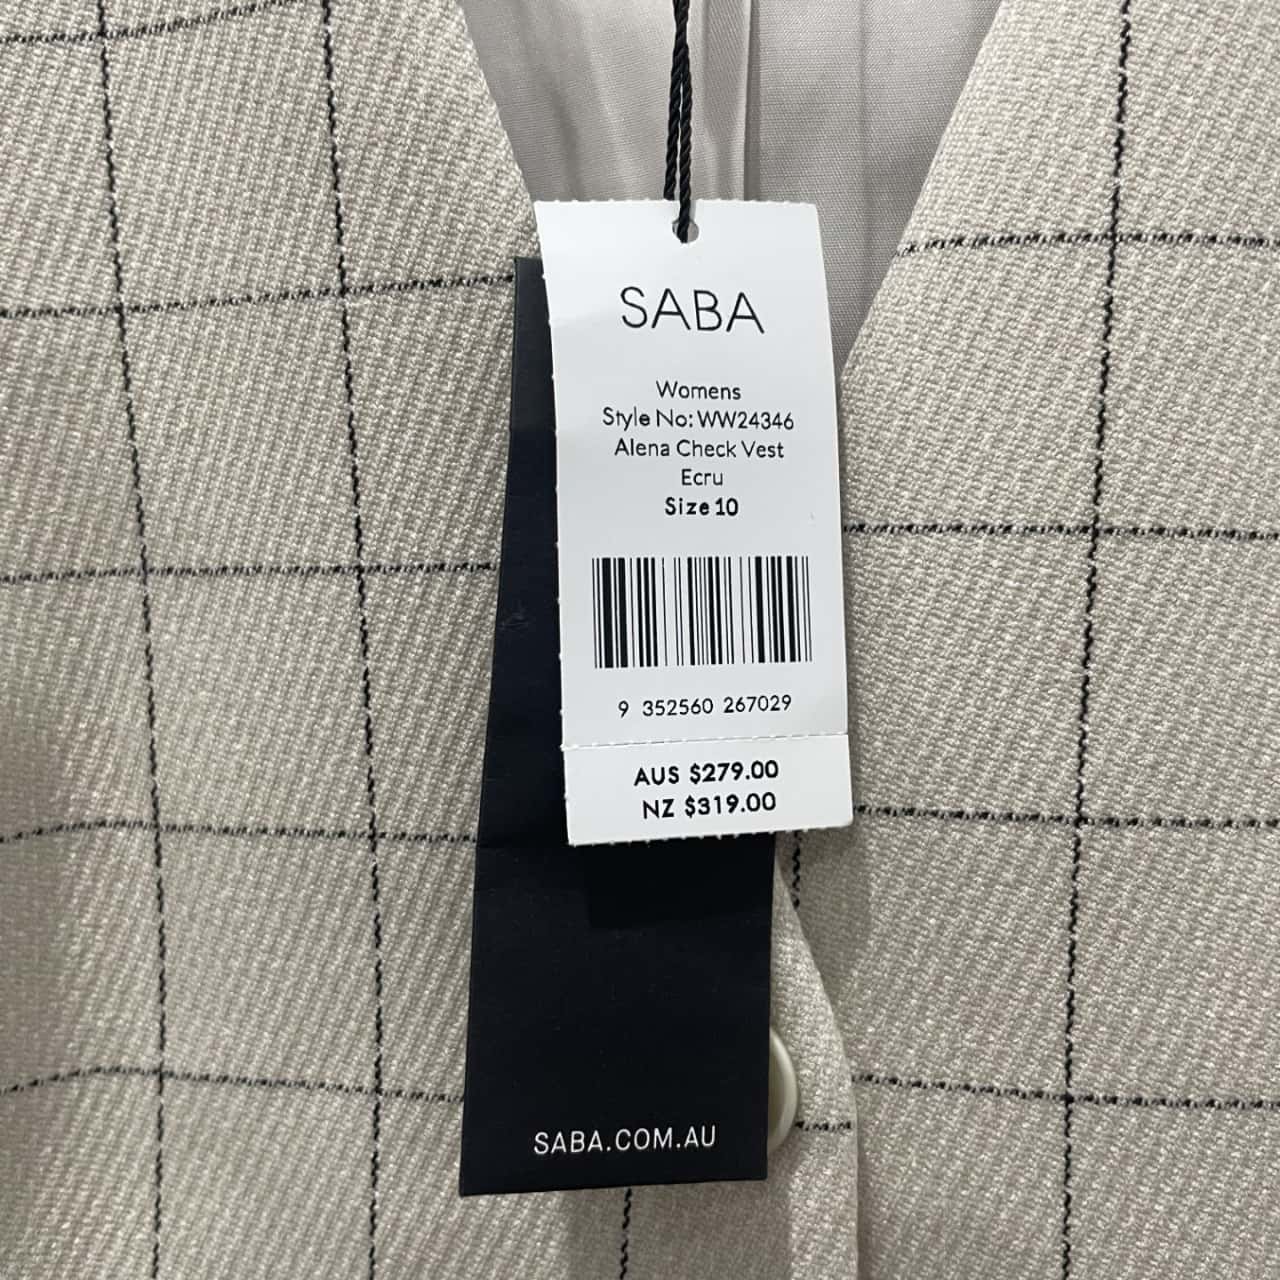 SABA
Womens
Style No: WW24346
Alena Check Vest
Ecru
Size 10
9 352560 267029
AUS $279.00
NZ $319.00
SABA.COM.AU